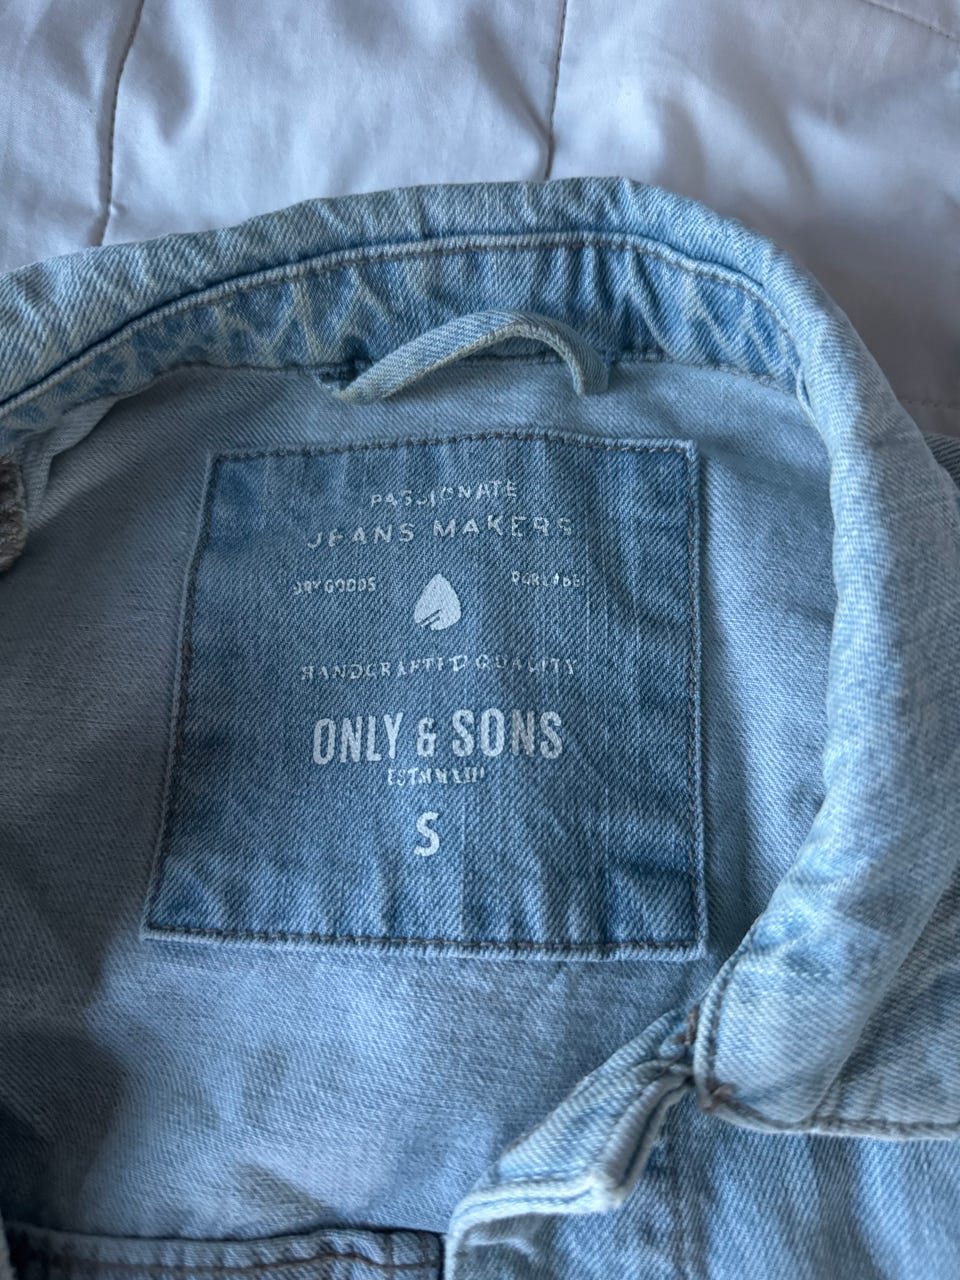 PASSIONATE
JEANS MAKERS
DRY GOODS
HANDCRAFTED QUALITY
ONLY & SONS
S